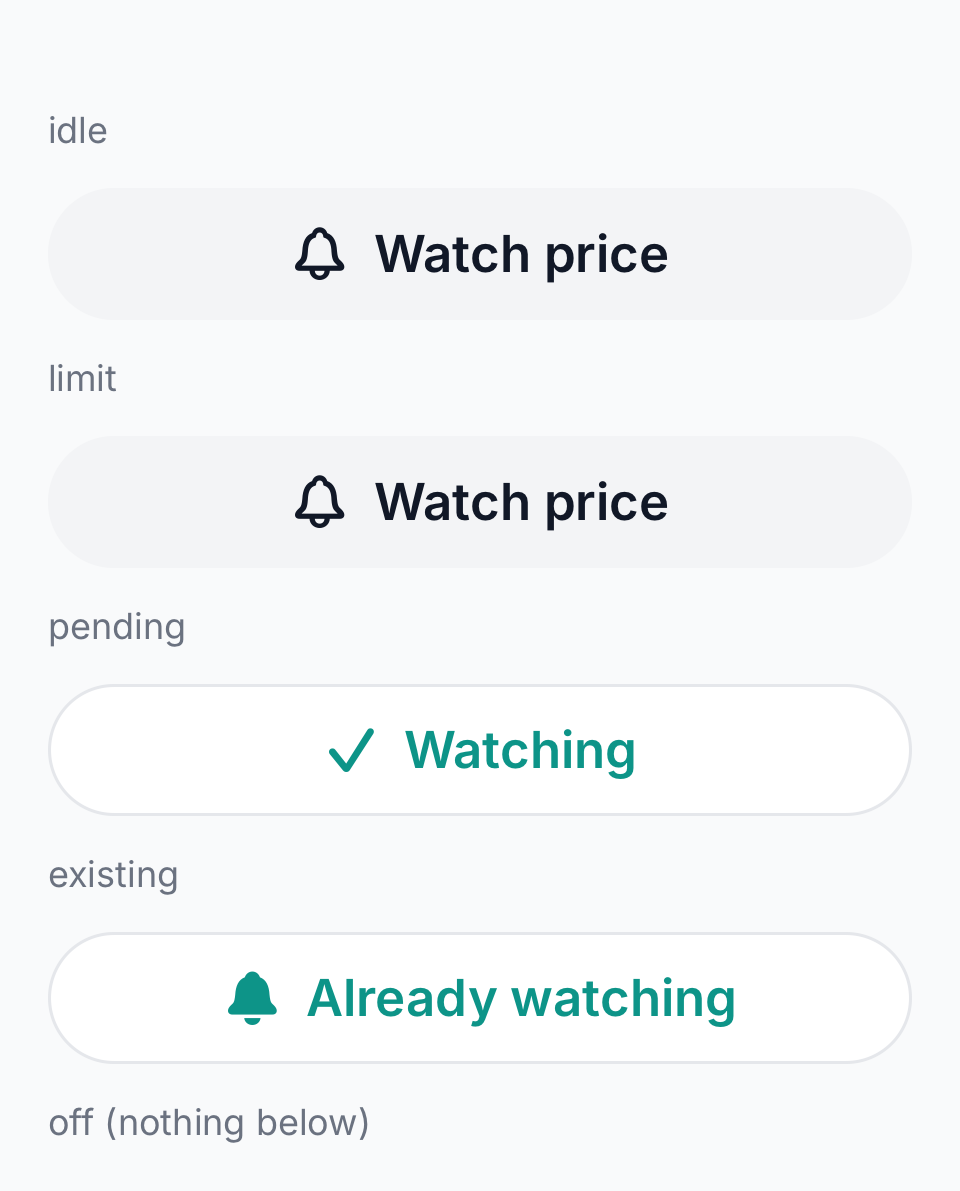 idle
Watch price
limit
Watch price
pending
Watching
existing
Already watching
off (nothing below)